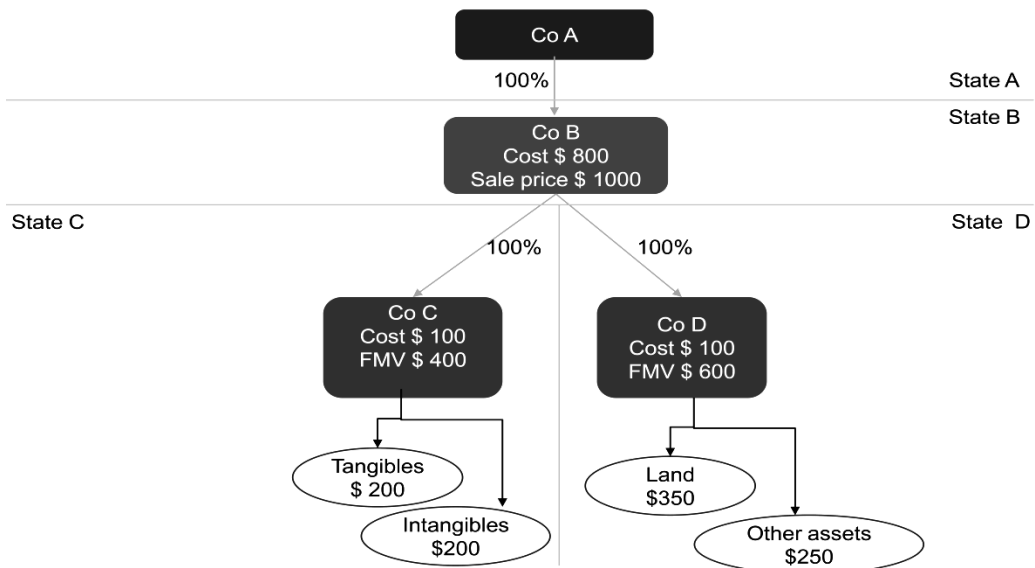 Co A
100%
State A
State B
Co B
Cost $ 800
Sale price $ 1000
State C
State D
100%
100%
Co C
Cost $ 100
FMV $ 400
Co D
Cost $ 100
FMV $ 600
Tangibles
$ 200
Intangibles
$200
Land
$350
Other assets
$250